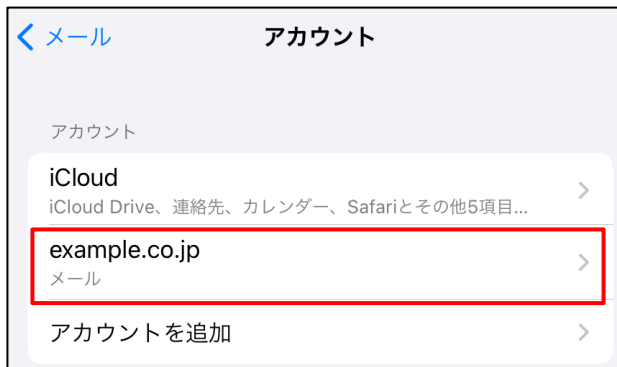 メール
アカウント
アカウント
iCloud
iCloud Drive、連絡先、カレンダー、Safariとその他5項目...
example.co.jp
メール
アカウントを追加